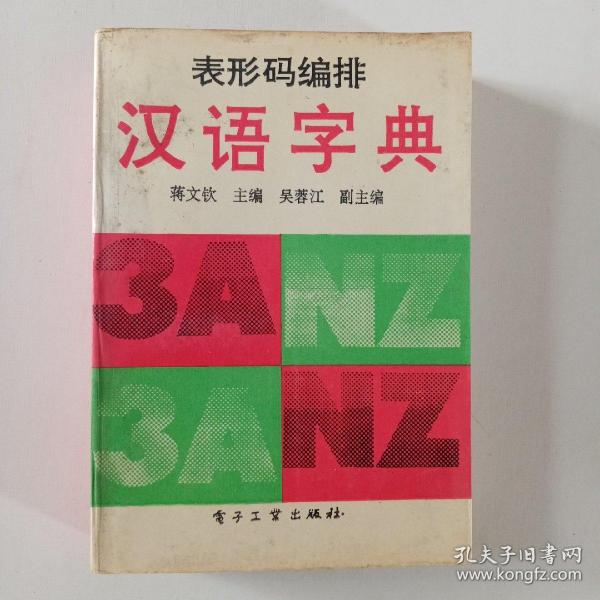 表形码编排
汉语字典
蒋文钦 主编 吴蓉江 副主编
3ANZ
3ANZ
電子工業出版社
孔夫子旧书网
www.kongfz.com